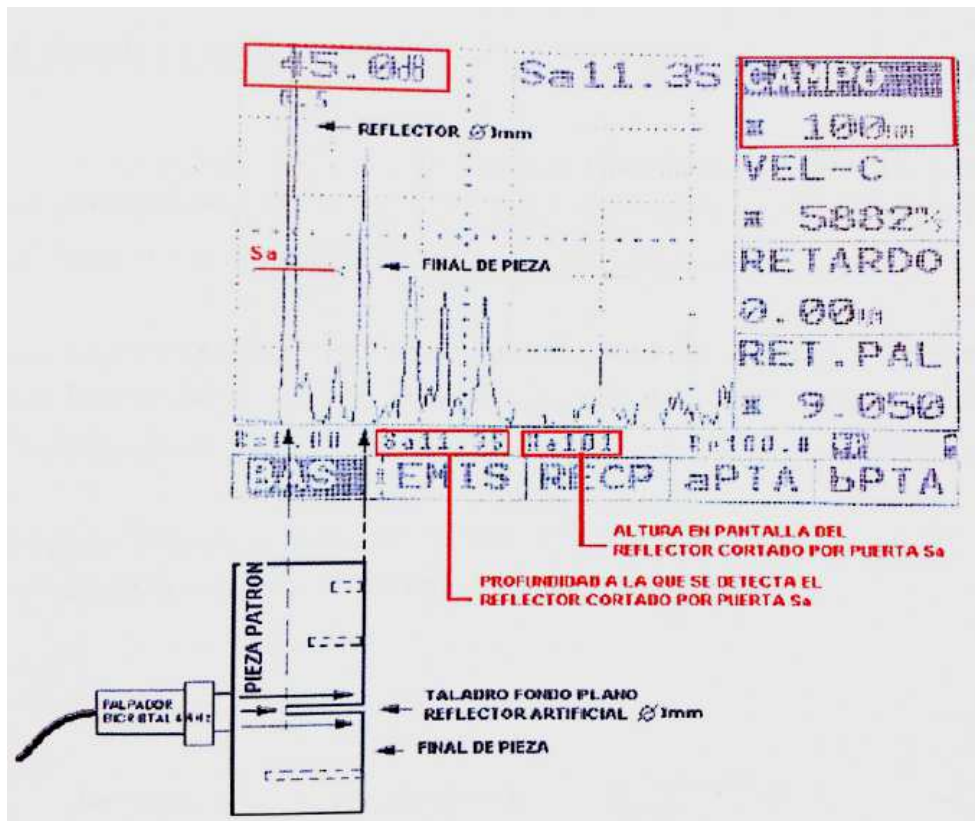 45.0dB
Sa11.35
CAMPO
100mm
REFLECTOR Ø3mm
VEL-C
5882m/s
Sa
FINAL DE PIEZA
RETARDO
0.00
RET.PAL
9.050
Sa11.35
Ha101
BAS
EMIS
RECP
aPTA
bPTA
ALTURA EN PANTALLA DEL
REFLECTOR CORTADO POR PUERTA Sa
PROFUNDIDAD A LA QUE SE DETECTA EL
REFLECTOR CORTADO POR PUERTA Sa
PIEZA PATRON
PALPADOR
BICRISTAL
TALADRO FONDO PLANO
REFLECTOR ARTIFICIAL Ø3mm
FINAL DE PIEZA